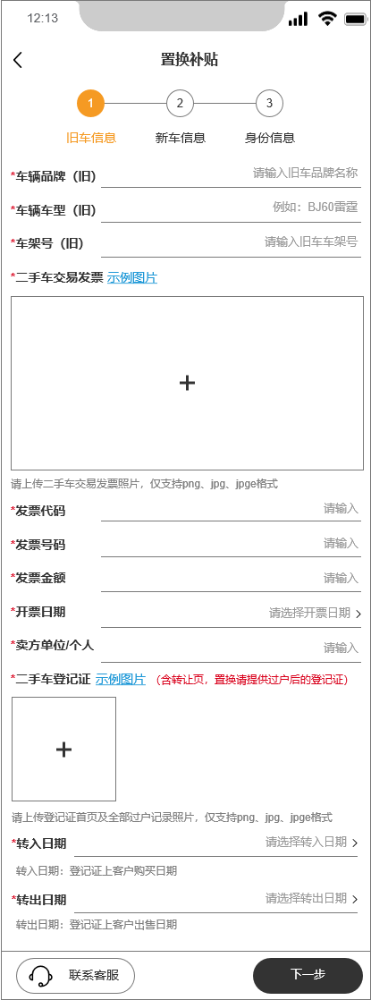 12:13
置换补贴
1 2 3
旧车信息 新车信息 身份信息
*车辆品牌（旧） 请输入旧车品牌名称
*车辆车型（旧） 例如：BJ60雷霆
*车架号（旧） 请输入旧车车架号
*二手车交易发票 示例图片
+
请上传二手车交易发票照片，仅支持png、jpg、jpge格式
*发票代码 请输入
*发票号码 请输入
*发票金额 请输入
*开票日期 请选择开票日期 >
*卖方单位/个人 请输入
*二手车登记证 示例图片 （含转让页，置换请提供过户后的登记证）
+
请上传登记证首页及全部过户记录照片，仅支持png、jpg、jpge格式
*转入日期 请选择转入日期 >
转入日期：登记证上客户购买日期
*转出日期 请选择转出日期 >
转出日期：登记证上客户出售日期
联系客服 下一步